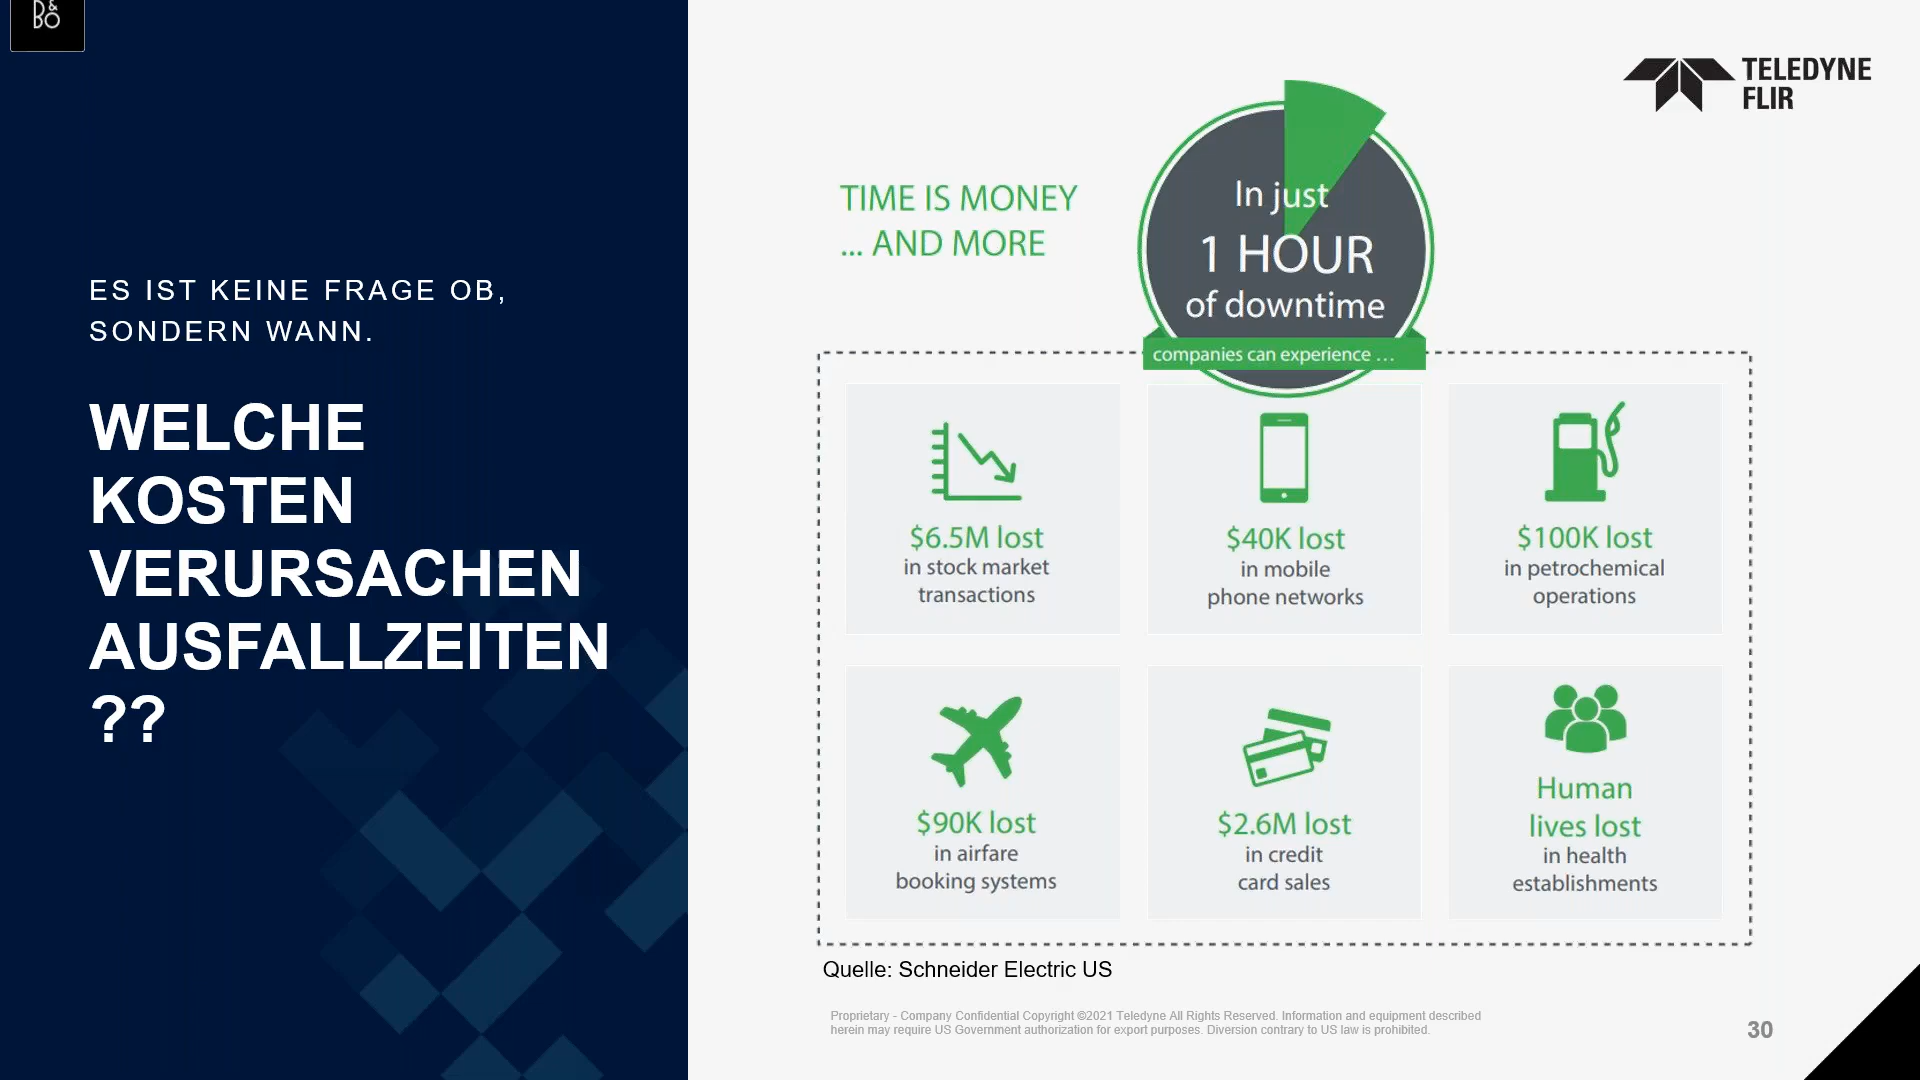 B&
BO
ES IST KEINE FRAGE OB,
SONDERN WANN.
WELCHE
KOSTEN
VERURSACHEN
AUSFALLZEITEN
??
TELEDYNE
FLIR
TIME IS MONEY
... AND MORE
In just
1 HOUR
of downtime
companies can experience ...
$6.5M lost
in stock market
transactions
$40K lost
in mobile
phone networks
$100K lost
in petrochemical
operations
$90K lost
in airfare
booking systems
$2.6M lost
in credit
card sales
Human
lives lost
in health
establishments
Quelle: Schneider Electric US
Proprietary - Company Confidential Copyright ©2021 Teledyne All Rights Reserved. Information and equipment described
herein may require US Government authorization for export purposes. Diversion contrary to US law is prohibited.
30